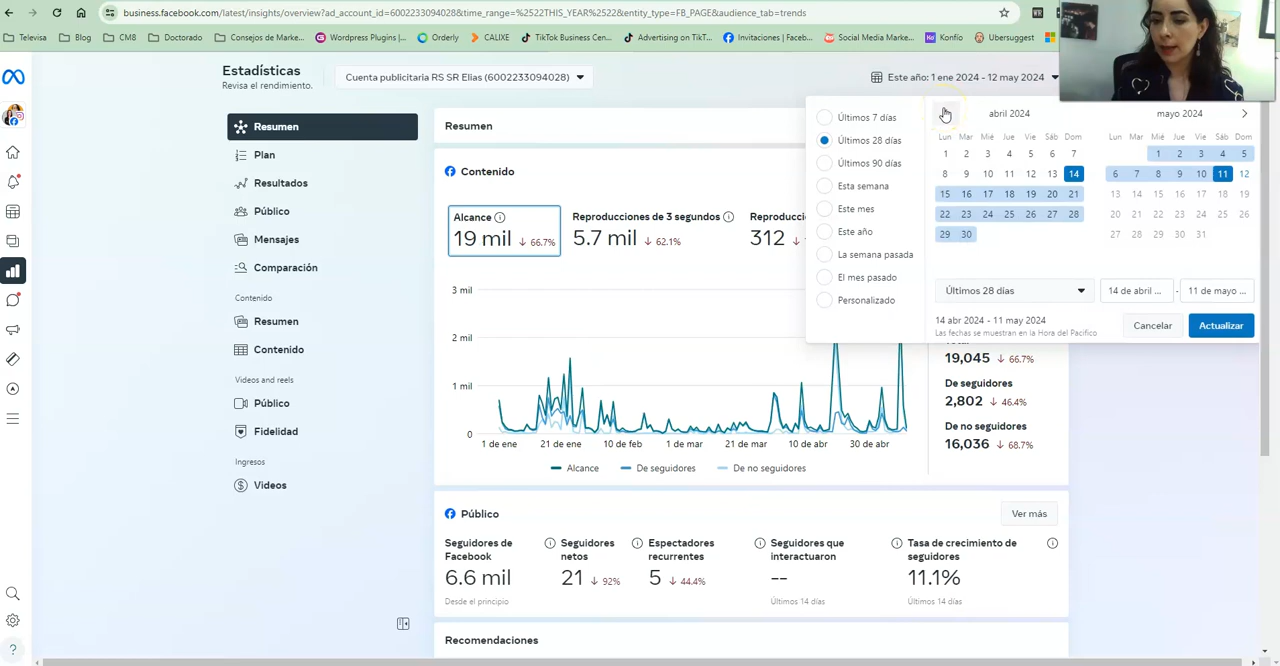 business.facebook.com/latest/insights/overview?ad_account_id=6002233094028&time_range=%2522THIS_YEAR%2522&entity_type=FB_PAGE&audience_tab=trends
WR
Televisa
Blog
CM8
Doctorado
Consejos de Marke...
Wordpress Plugins |...
Orderly
CALIXE
TikTok Business Cen...
Advertising on TikT...
Invitaciones | Faceb...
Social Media Market...
Konfio
Ubersuggest
Estadísticas
Revisa el rendimiento.
Cuenta publicitaria RS SR Elias (6002233094028)
Este año: 1 ene 2024 - 12 may 2024
Resumen
Plan
Resultados
Público
Mensajes
Comparación
Contenido
Resumen
Contenido
Videos and reels
Público
Fidelidad
Ingresos
Videos
Resumen
Contenido
Alcance
19 mil ↓ 66.7%
Reproducciones de 3 segundos
5.7 mil ↓ 62.1%
Reproducci
312 ↓
3 mil
2 mil
1 mil
0
1 de ene
21 de ene
10 de feb
1 de mar
21 de mar
10 de abr
30 de abr
Alcance
De seguidores
De no seguidores
Últimos 7 días
Últimos 28 días
Últimos 90 días
Esta semana
Este mes
Este año
La semana pasada
El mes pasado
Personalizado
abril 2024
Lun Mar Mié Jue Vie Sáb Dom
1 2 3 4 5 6 7
8 9 10 11 12 13 14
15 16 17 18 19 20 21
22 23 24 25 26 27 28
29 30
mayo 2024
Lun Mar Mié Jue Vie Sáb Dom
1 2 3 4 5
6 7 8 9 10 11 12
13 14 15 16 17 18 19
20 21 22 23 24 25 26
27 28 29 30 31
Últimos 28 días
14 de abril ...
-
11 de mayo ...
14 abr 2024 - 11 may 2024
Las fechas se muestran en la Hora del Pacífico
Cancelar
Actualizar
19,045 ↓ 66.7%
De seguidores
2,802 ↓ 46.4%
De no seguidores
16,036 ↓ 68.7%
Público
Ver más
Seguidores de Facebook
6.6 mil
Desde el principio
Seguidores netos
21 ↓ 92%
Espectadores recurrentes
5 ↓ 44.4%
Seguidores que interactuaron
--
Últimos 14 días
Tasa de crecimiento de seguidores
11.1%
Últimos 14 días
Recomendaciones